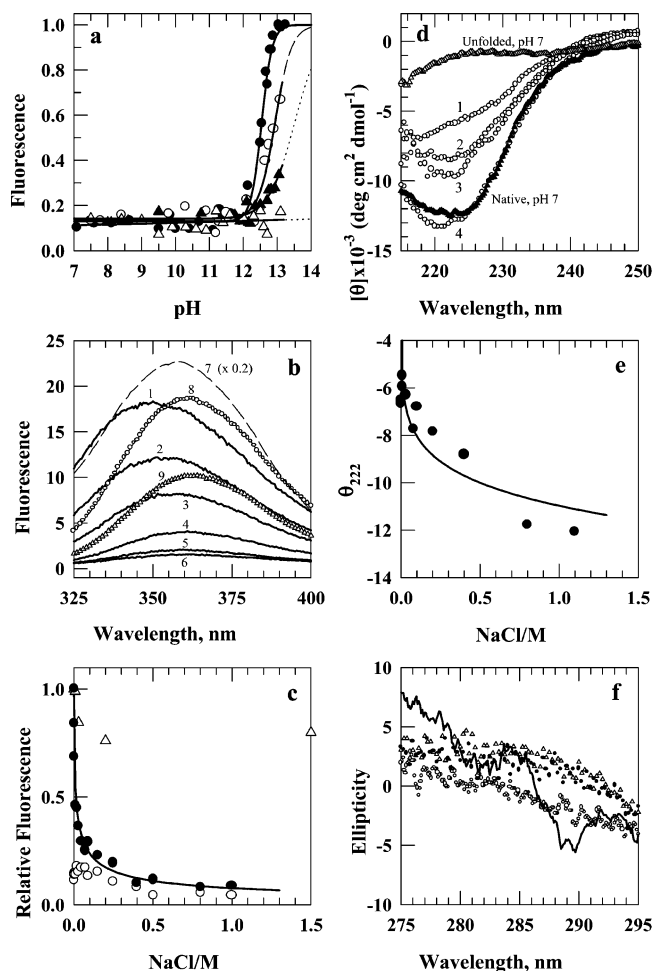 a
Fluorescence
1.0
0.8
0.6
0.4
0.2
0.0
7 8 9 10 11 12 13 14
pH
d
[θ]x10⁻³ (deg cm² dmol⁻¹)
0
-5
-10
-15
Unfolded, pH 7
1
2
3
Native, pH 7
4
220 230 240 250
Wavelength, nm
b
Fluorescence
25
20
15
10
5
0
7 (x 0.2)
1
8
2
9
3
4
5
6
325 350 375 400
Wavelength, nm
e
θ₂₂₂
-4
-6
-8
-10
-12
-14
0.0 0.5 1.0 1.5
NaCl/M
c
Relative Fluorescence
1.0
0.5
0.0
0.0 0.5 1.0 1.5
NaCl/M
f
Ellipticity
10
5
0
-5
-10
275 280 285 290 295
Wavelength, nm